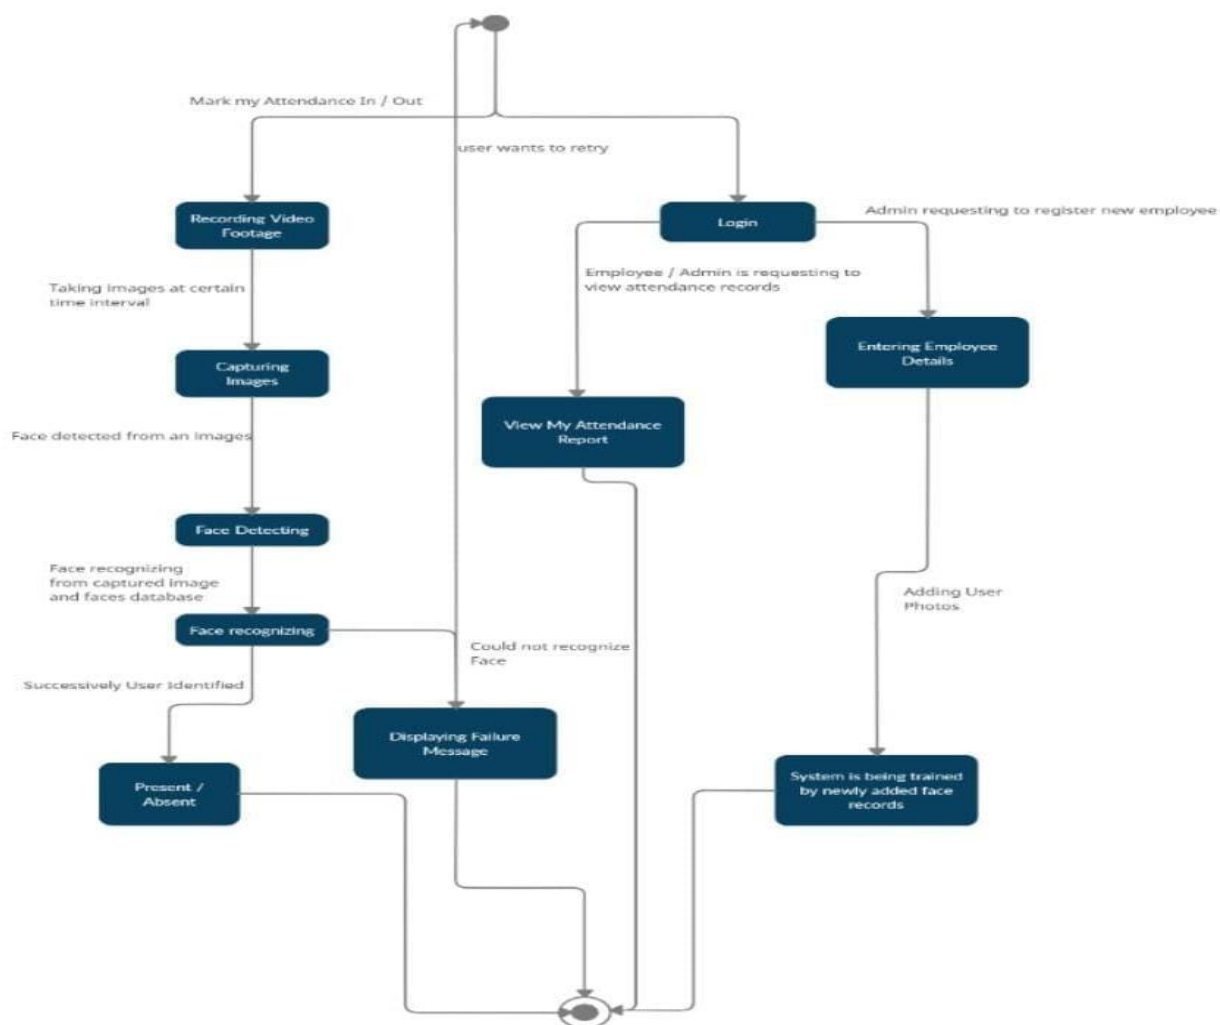 Mark my Attendance In / Out
user wants to retry
Recording Video
Footage
Login
Admin requesting to register new employee
Taking Images at certain
time interval
Employee / Admin is requesting to
view attendance records
Capturing
Images
Entering Employee
Details
View My Attendance
Report
Face detected from an images
Face Detecting
Face recognizing
from captured image
and faces database
Adding User
Photos
Face recognizing
Could not recognize
Face
Successively User Identified
Displaying Failure
Message
Present /
Absent
System is being trained
by newly added face
records